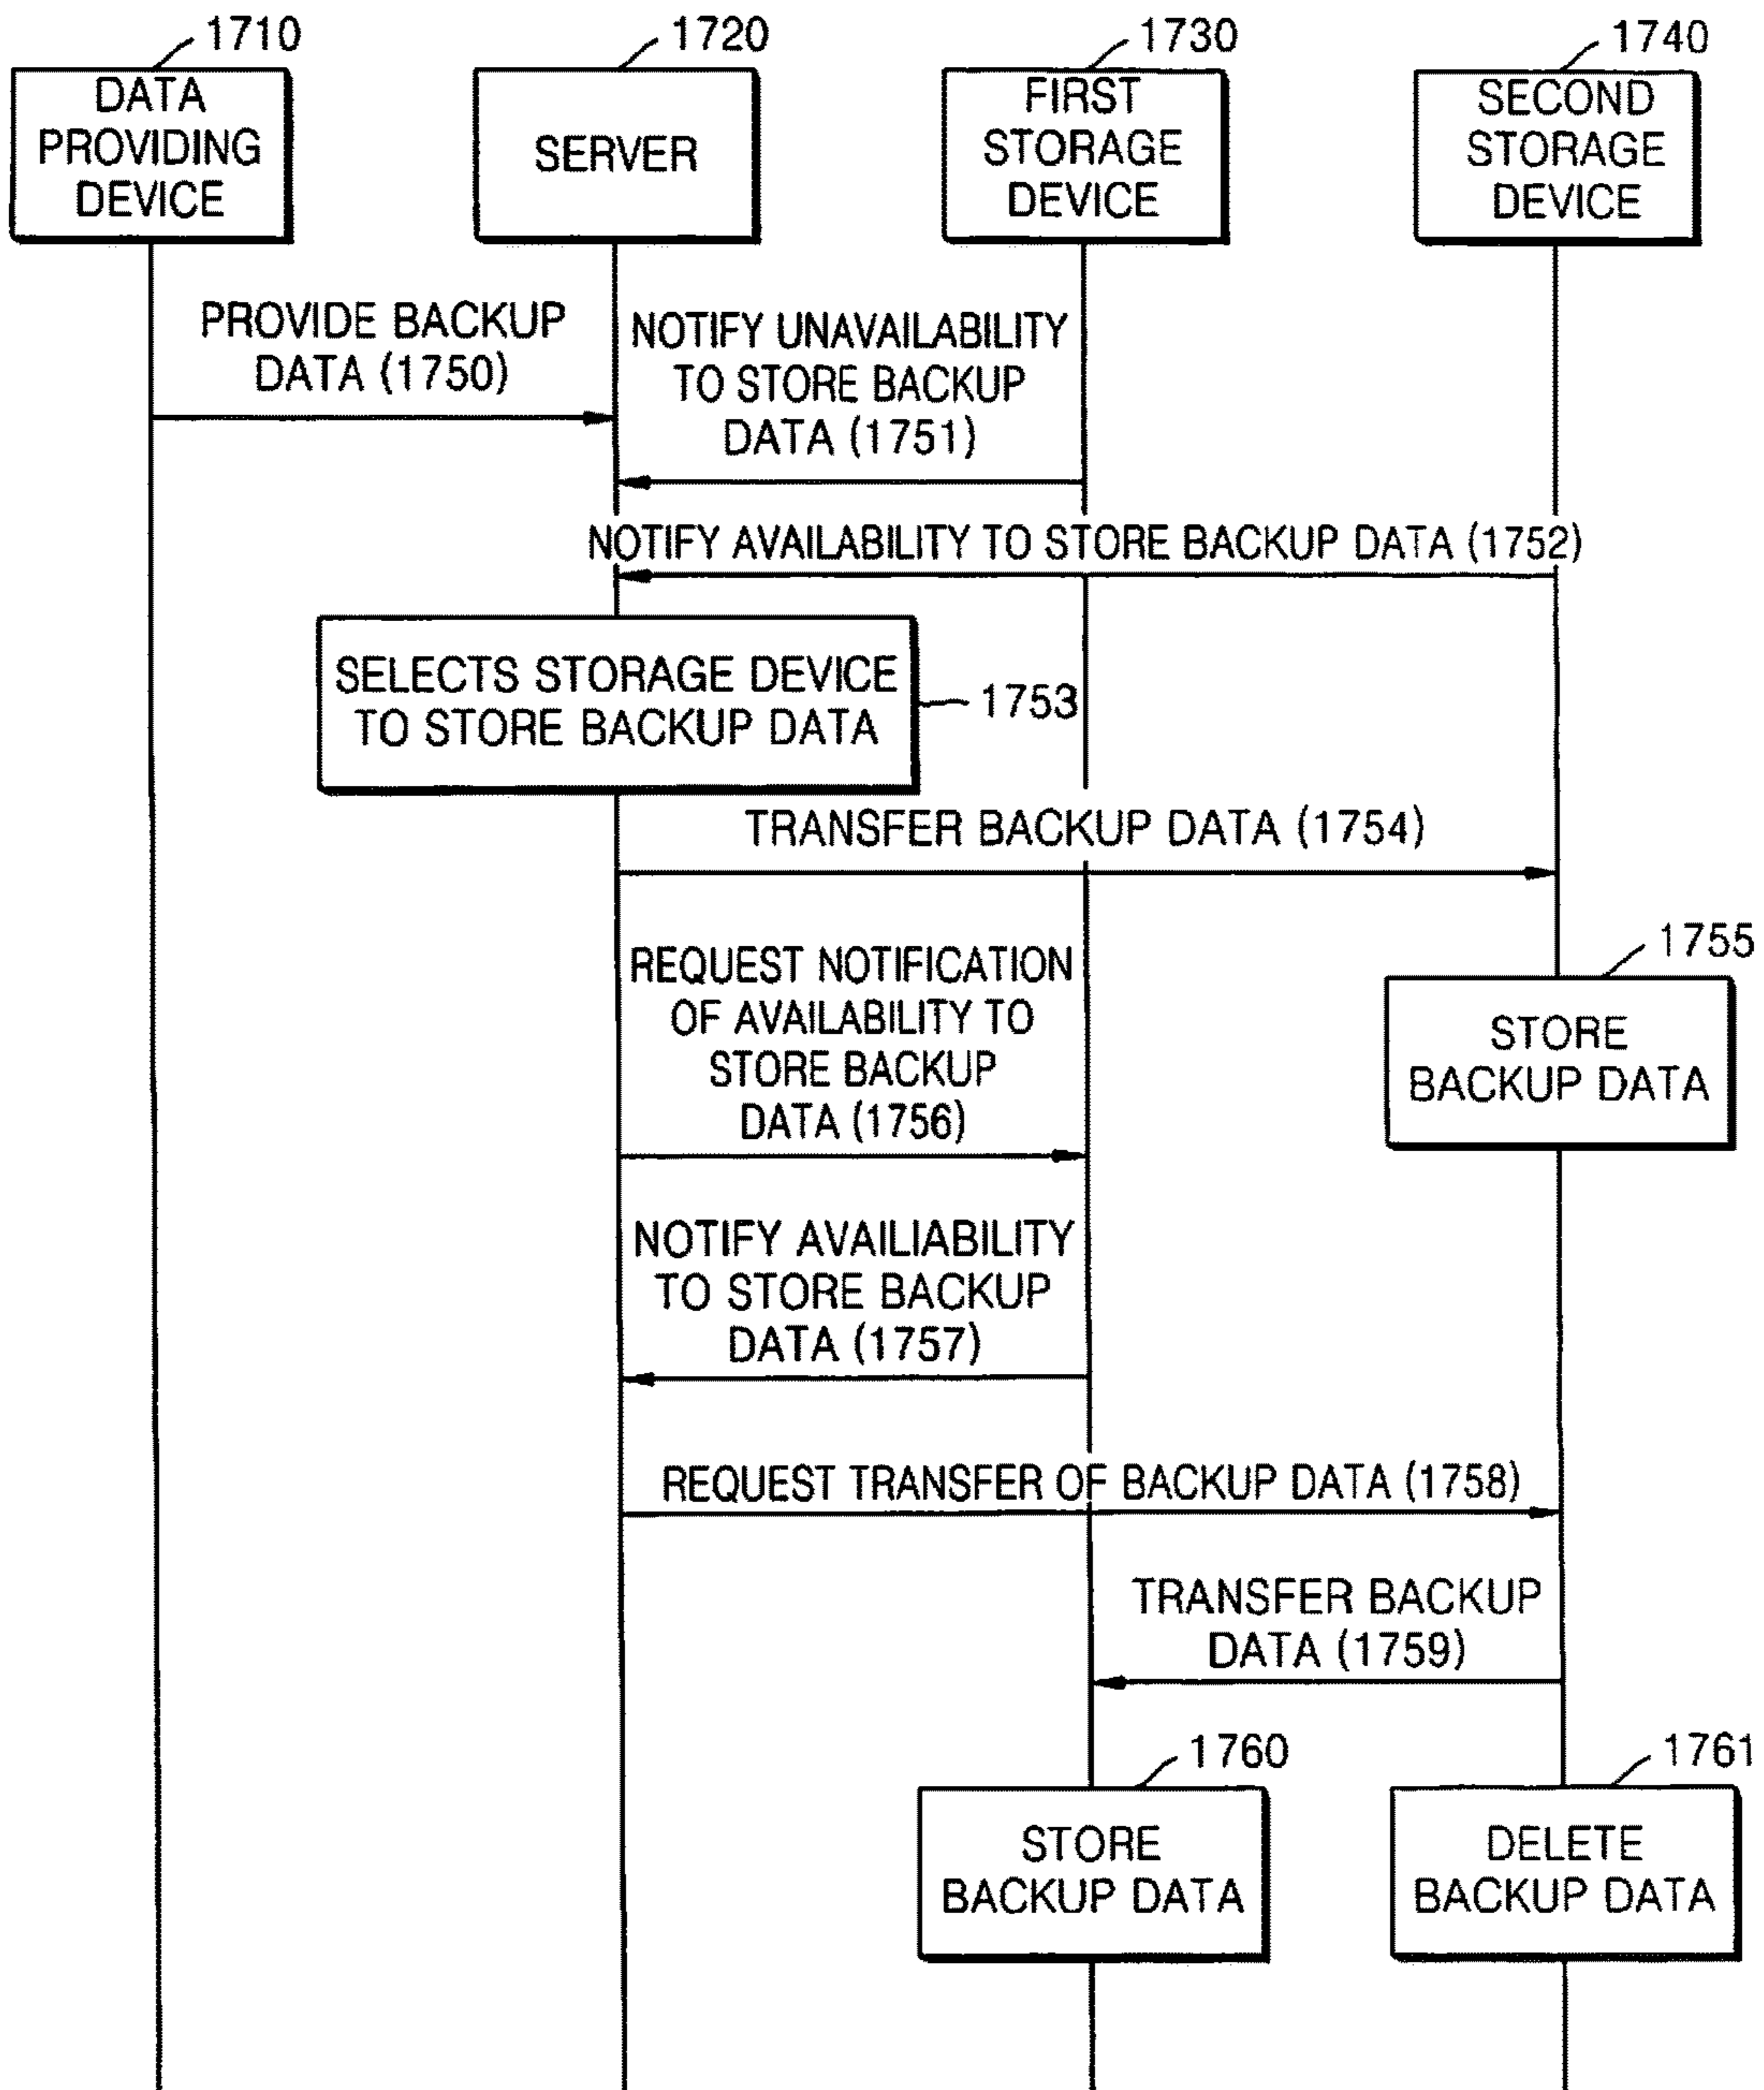 1710
1720
1730
1740
DATA
PROVIDING
DEVICE
SERVER
FIRST
STORAGE
DEVICE
SECOND
STORAGE
DEVICE
PROVIDE BACKUP
DATA (1750)
NOTIFY UNAVAILABILITY
TO STORE BACKUP
DATA (1751)
NOTIFY AVAILABILITY TO STORE BACKUP DATA (1752)
SELECTS STORAGE DEVICE
TO STORE BACKUP DATA
1753
TRANSFER BACKUP DATA (1754)
REQUEST NOTIFICATION
OF AVAILABILITY TO
STORE BACKUP
DATA (1756)
1755
STORE
BACKUP DATA
NOTIFY AVAILIABILITY
TO STORE BACKUP
DATA (1757)
REQUEST TRANSFER OF BACKUP DATA (1758)
TRANSFER BACKUP
DATA (1759)
1760
1761
STORE
BACKUP DATA
DELETE
BACKUP DATA